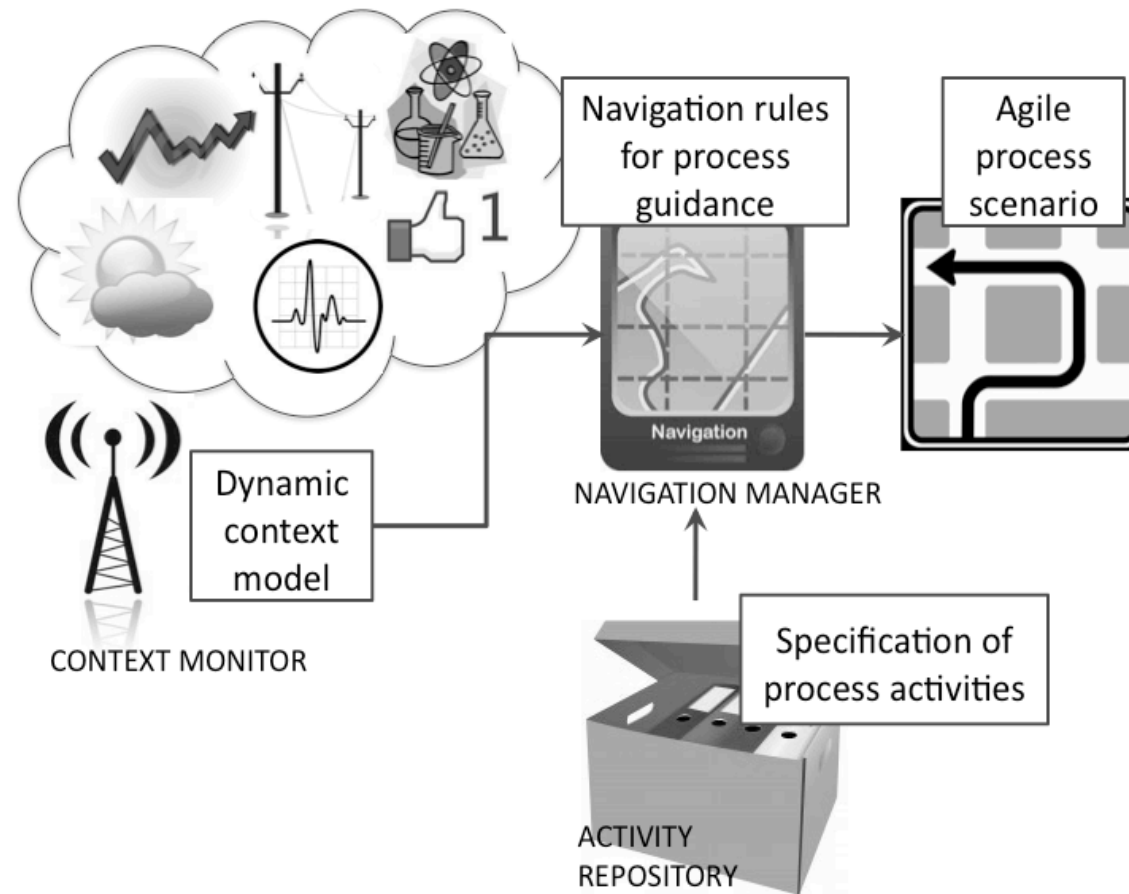 1
Navigation rules
for process
guidance
Agile
process
scenario
Navigation
NAVIGATION MANAGER
Dynamic
context
model
CONTEXT MONITOR
Specification of
process activities
ACTIVITY
REPOSITORY